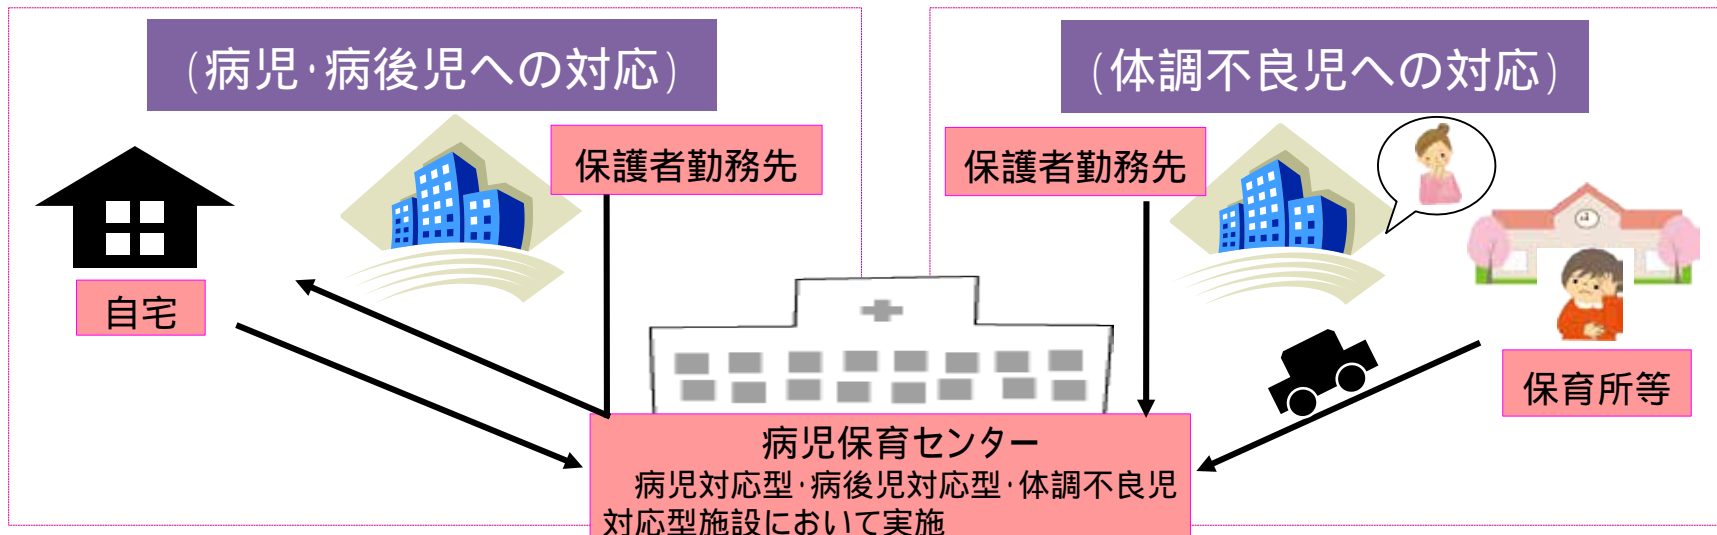 （病児・病後児への対応）
保護者勤務先
自宅
（体調不良児への対応）
保護者勤務先
保育所等
病児保育センター
病児対応型・病後児対応型・体調不良児
対応型施設において実施